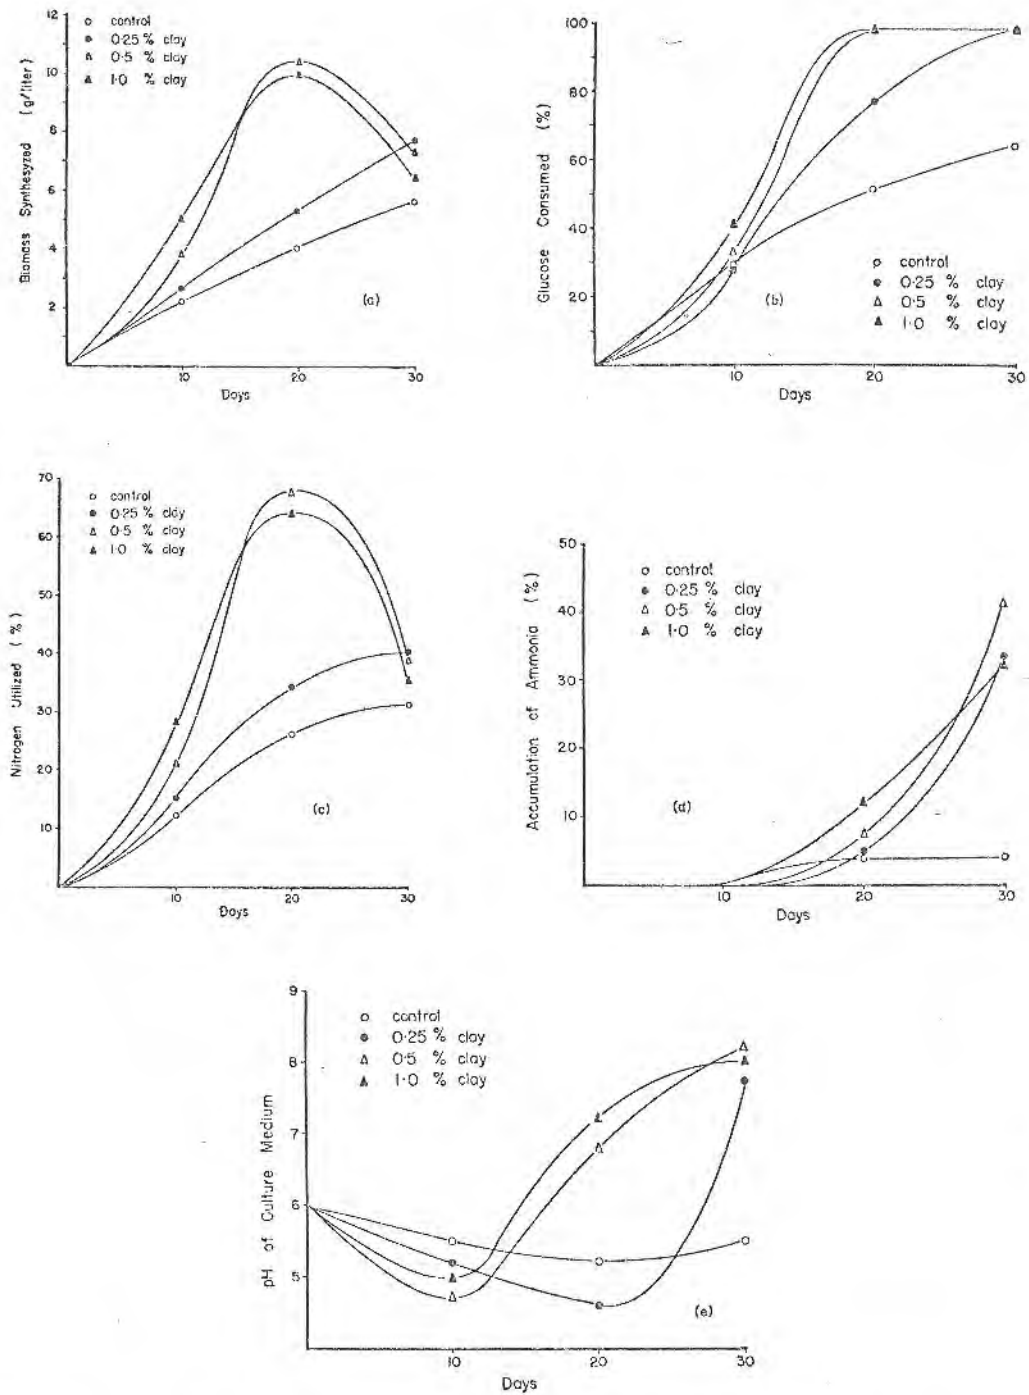 12
10
8
6
4
2
10
20
30
Biomass Synthesyzed (g/liter)
Days
control
0·25 % clay
0·5 % clay
1·0 % clay
(a)
100
80
60
40
20
10
20
30
Glucose Consumed (%)
Days
(b)
control
0·25 % clay
0·5 % clay
1·0 % clay
70
60
50
40
30
20
10
10
20
30
Nitrogen Utilized (%)
Days
control
0·25 % clay
0·5 % clay
1·0 % clay
(c)
50
40
30
20
10
10
20
30
Accumulation of Ammonia (%)
Days
control
0·25 % clay
0·5 % clay
1·0 % clay
(d)
9
8
7
6
5
10
20
30
pH of Culture Medium
Days
control
0·25 % clay
0·5 % clay
1·0 % clay
(e)